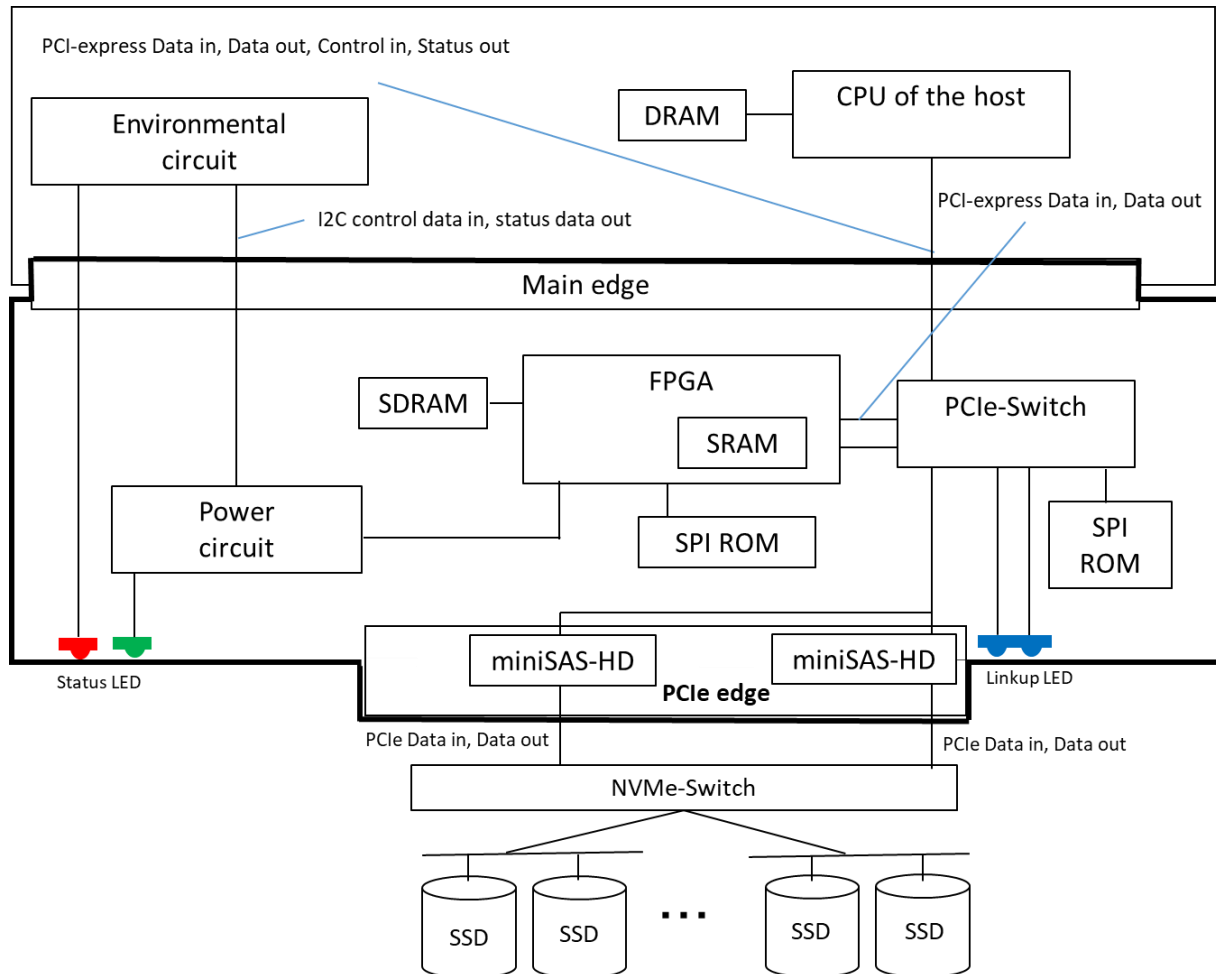 PCI-express Data in, Data out, Control in, Status out
CPU of the host
DRAM
Environmental
circuit
PCI-express Data in, Data out
I2C control data in, status data out
Main edge
FPGA
SDRAM
PCIe-Switch
SRAM
Power
circuit
SPI ROM
SPI
ROM
miniSAS-HD
miniSAS-HD
Status LED
Linkup LED
PCIe edge
PCIe Data in, Data out
PCIe Data in, Data out
NVMe-Switch
...
SSD
SSD
SSD
SSD